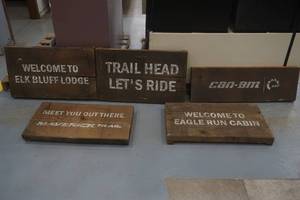 WELCOME TO
ELK BLUFF LODGE
TRAIL HEAD
LET'S RIDE
can-am
MEET YOU OUT THERE
WELCOME TO
EAGLE RUN CABIN